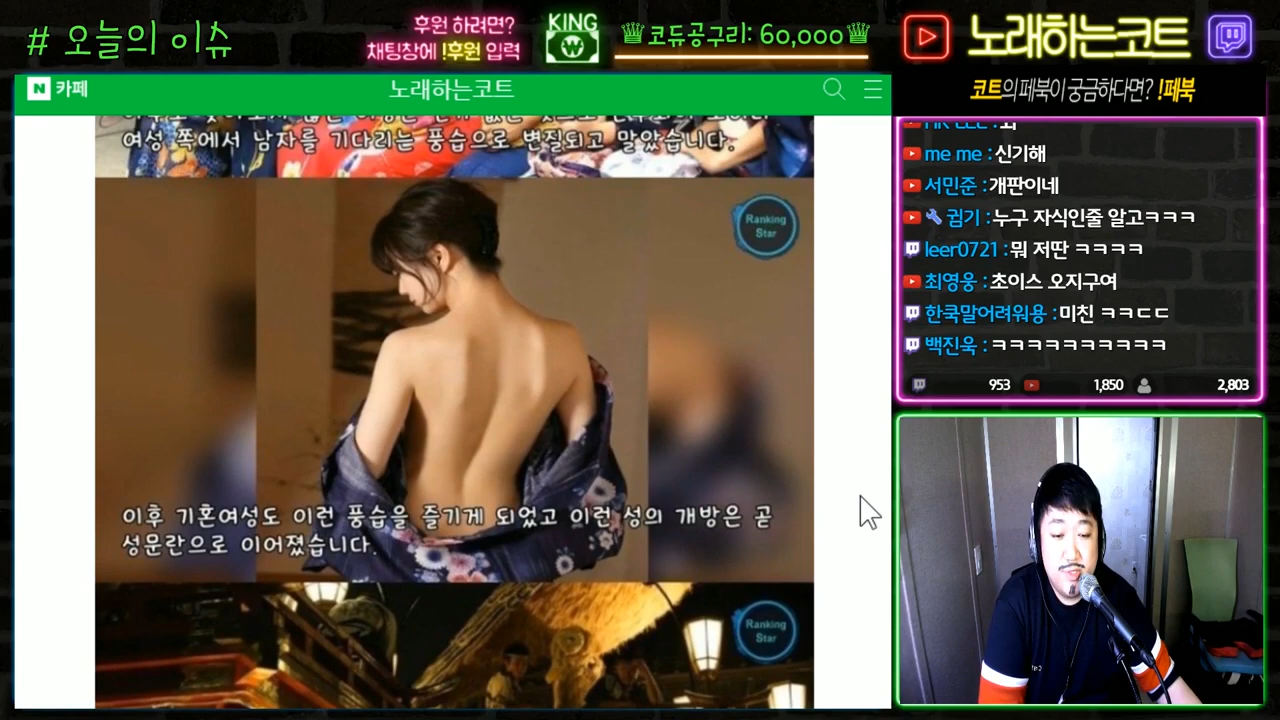 # 오늘의 이슈
후원 하려면?
채팅창에 !후원 입력
KING
W
코듀공구리: 60,000
노래하는코트
N 카페
노래하는코트
코트의 페북이 궁금하다면? !페북
여성 쪽에서 남자를 기다리는 풍습으로 변질되고 말았습니다.
Ranking
Star
이후 기혼여성도 이런 풍습을 즐기게 되었고 이런 성의 개방은 곧
성문란으로 이어졌습니다.
Ranking
Star
me me : 신기해
서민준 : 개판이네
권기 : 누구 자식인줄 알고ㅋㅋㅋ
leer0721 : 뭐 저딴 ㅋㅋㅋㅋ
최영웅 : 초이스 오지구여
한국말어려워용 : 미친 ㅋㅋㄷㄷ
백진욱 : ㅋㅋㅋㅋㅋㅋㅋㅋㅋㅋ
953 1,850 2,803